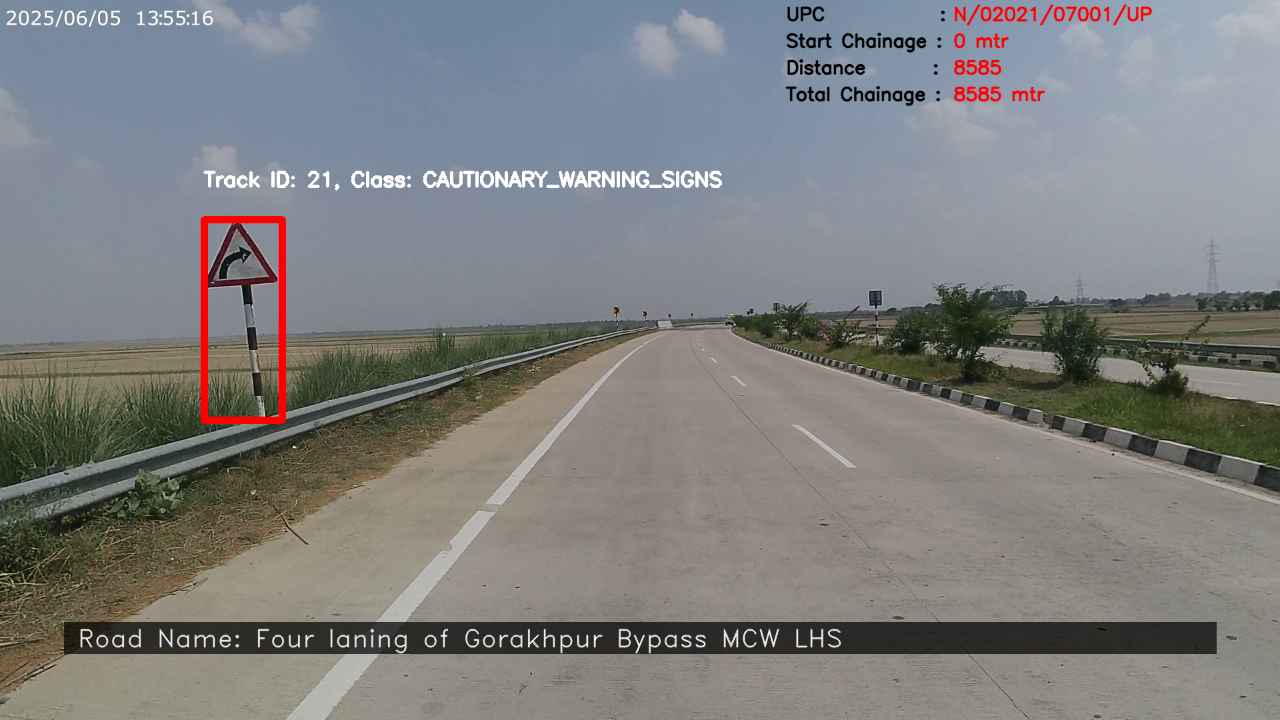 2025/06/05 13:55:16
UPC : N/02021/07001/UP
Start Chainage : 0 mtr
Distance : 8585
Total Chainage : 8585 mtr
Track ID: 21, Class: CAUTIONARY_WARNING_SIGNS
Road Name: Four laning of Gorakhpur Bypass MCW LHS